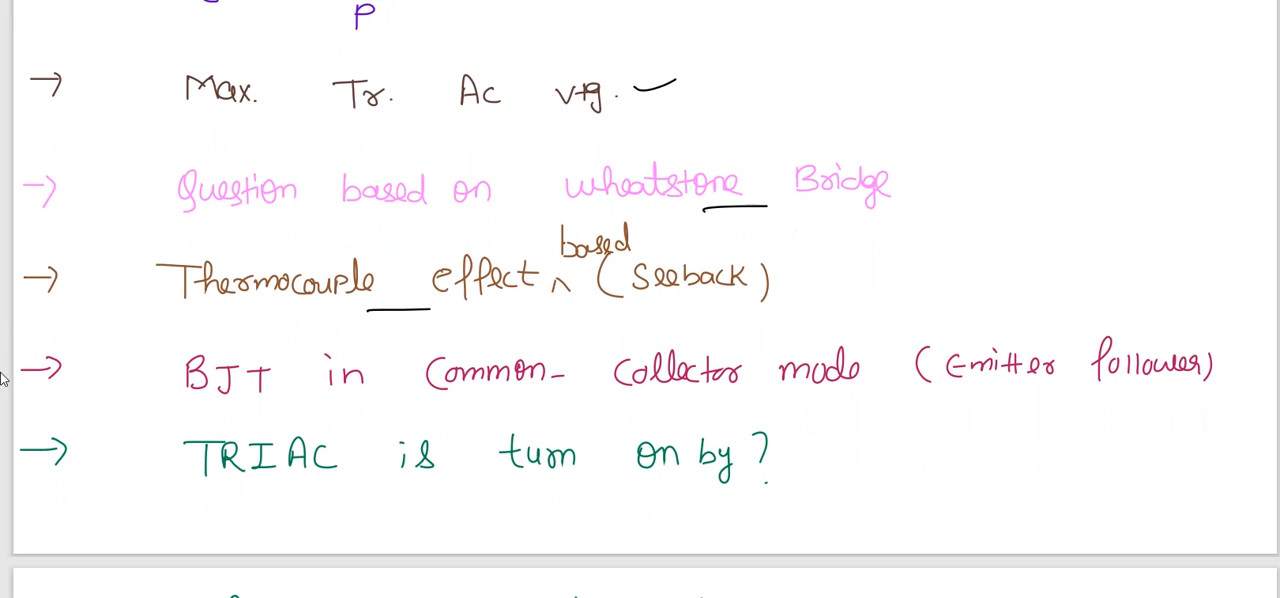 P
→ Max. Tr. Ac vtg.
→ Question based on wheatstone Bridge
→ Thermocouple effect ^ based (Seeback)
→ BJT in Common- Collector mode (Emitter follower)
→ TRIAC is turn on by?